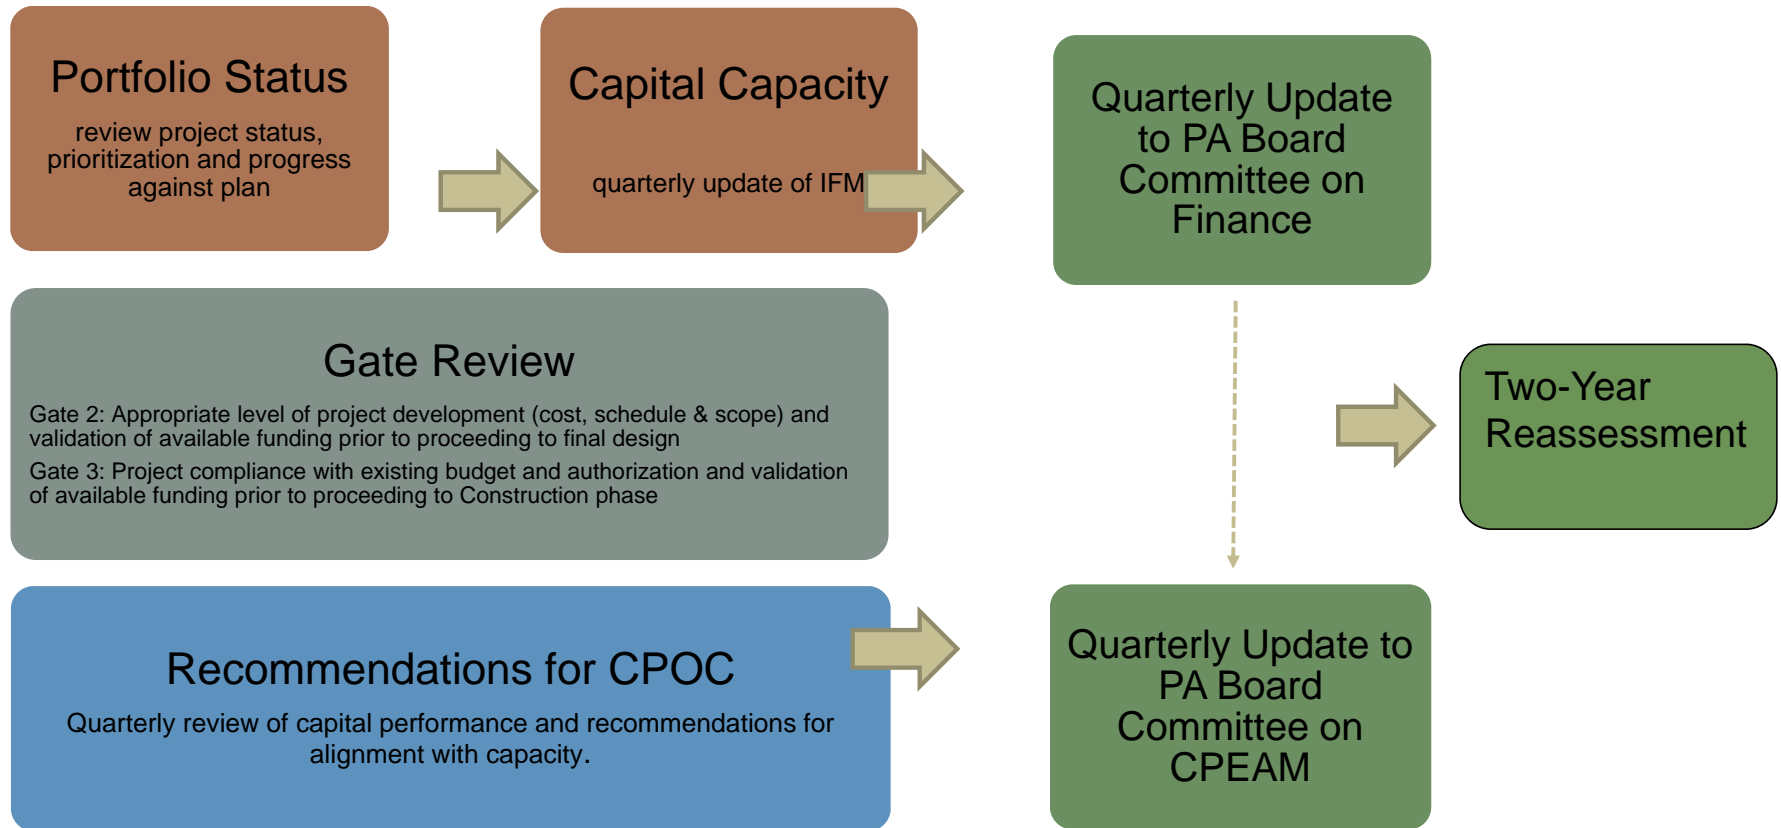 Portfolio Status
review project status,
prioritization and progress
against plan
Capital Capacity
quarterly update of IFM
Quarterly Update
to PA Board
Committee on
Finance
Gate Review
Gate 2: Appropriate level of project development (cost, schedule & scope) and
validation of available funding prior to proceeding to final design
Gate 3: Project compliance with existing budget and authorization and validation
of available funding prior to proceeding to Construction phase
Two-Year
Reassessment
Recommendations for CPOC
Quarterly review of capital performance and recommendations for
alignment with capacity.
Quarterly Update to
PA Board
Committee on
CPEAM